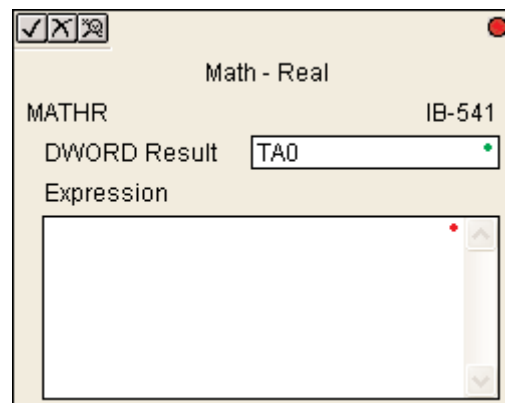 Math - Real
MATHR IB-541
DWORD Result TA0
Expression